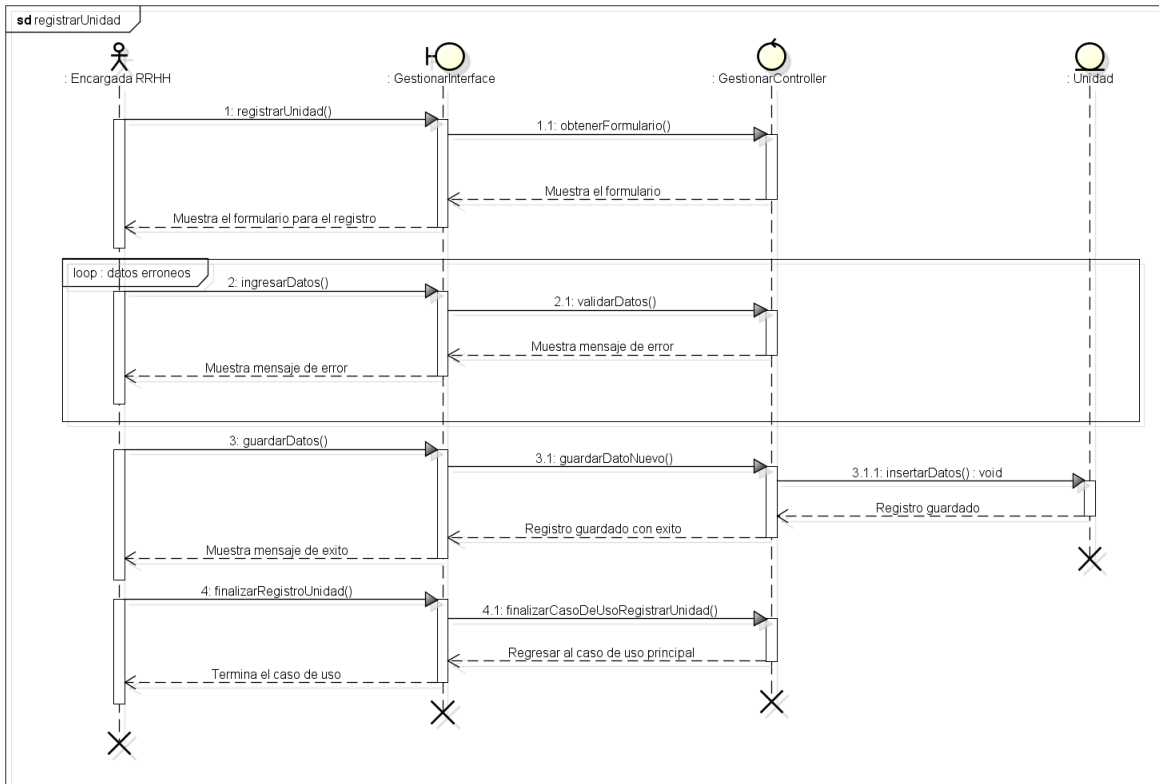 sd registrarUnidad
: Encargada RRHH
: GestionarInterface
: GestionarController
: Unidad
1: registrarUnidad()
1.1: obtenerFormulario()
Muestra el formulario
Muestra el formulario para el registro
loop : datos erroneos
2: ingresarDatos()
2.1: validarDatos()
Muestra mensaje de error
Muestra mensaje de error
3: guardarDatos()
3.1: guardarDatoNuevo()
3.1.1: insertarDatos() : void
Registro guardado
Registro guardado con exito
Muestra mensaje de exito
4: finalizarRegistroUnidad()
4.1: finalizarCasoDeUsoRegistrarUnidad()
Regresar al caso de uso principal
Termina el caso de uso